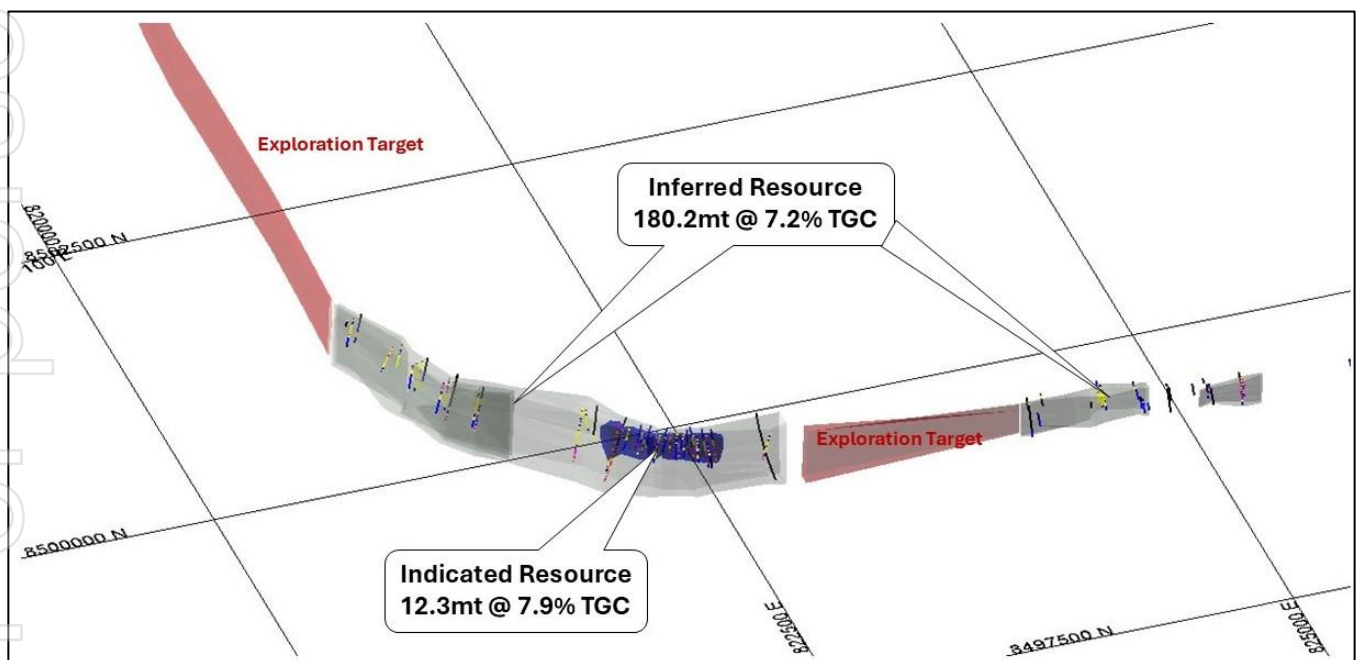 Exploration Target
Inferred Resource
180.2mt @ 7.2% TGC
8500000 N
Exploration Target
Indicated Resource
12.3mt @ 7.9% TGC
822500 E
8497500 N
825000 E